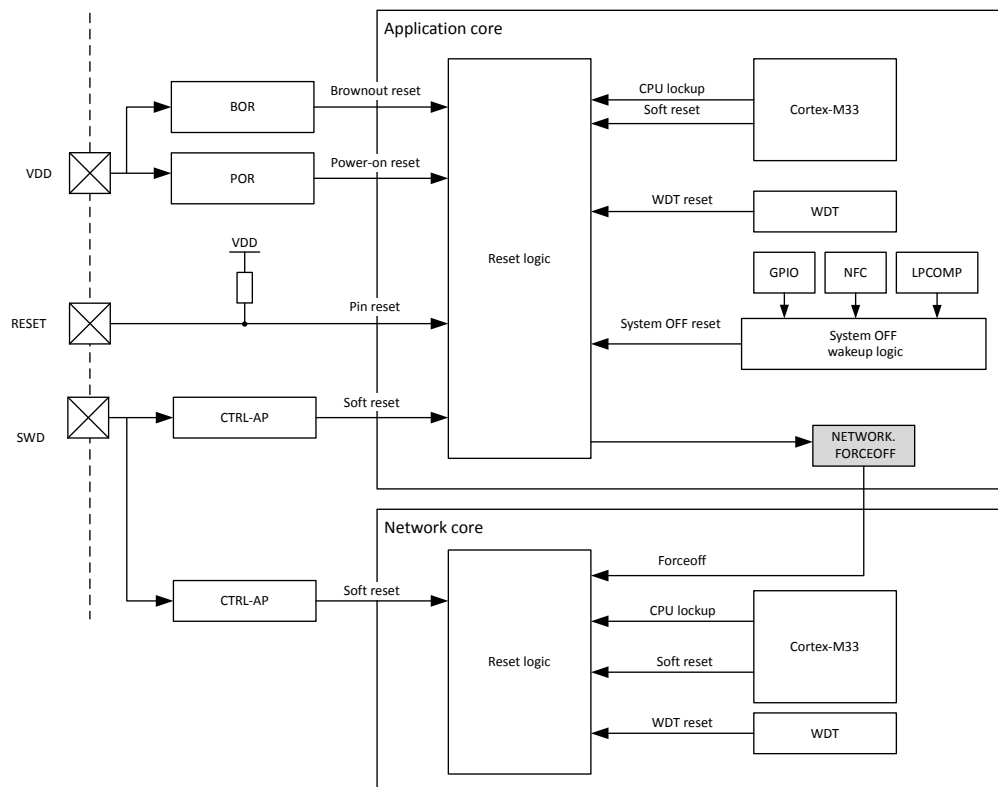 Application core
BOR
Brownout reset
CPU lockup
Soft reset
Cortex-M33
VDD
POR
Power-on reset
WDT reset
WDT
VDD
Reset logic
GPIO
NFC
LPCOMP
RESET
Pin reset
System OFF reset
System OFF
wakeup logic
SWD
CTRL-AP
Soft reset
NETWORK.
FORCEOFF
Network core
Forceoff
CTRL-AP
Soft reset
CPU lockup
Cortex-M33
Reset logic
Soft reset
WDT reset
WDT